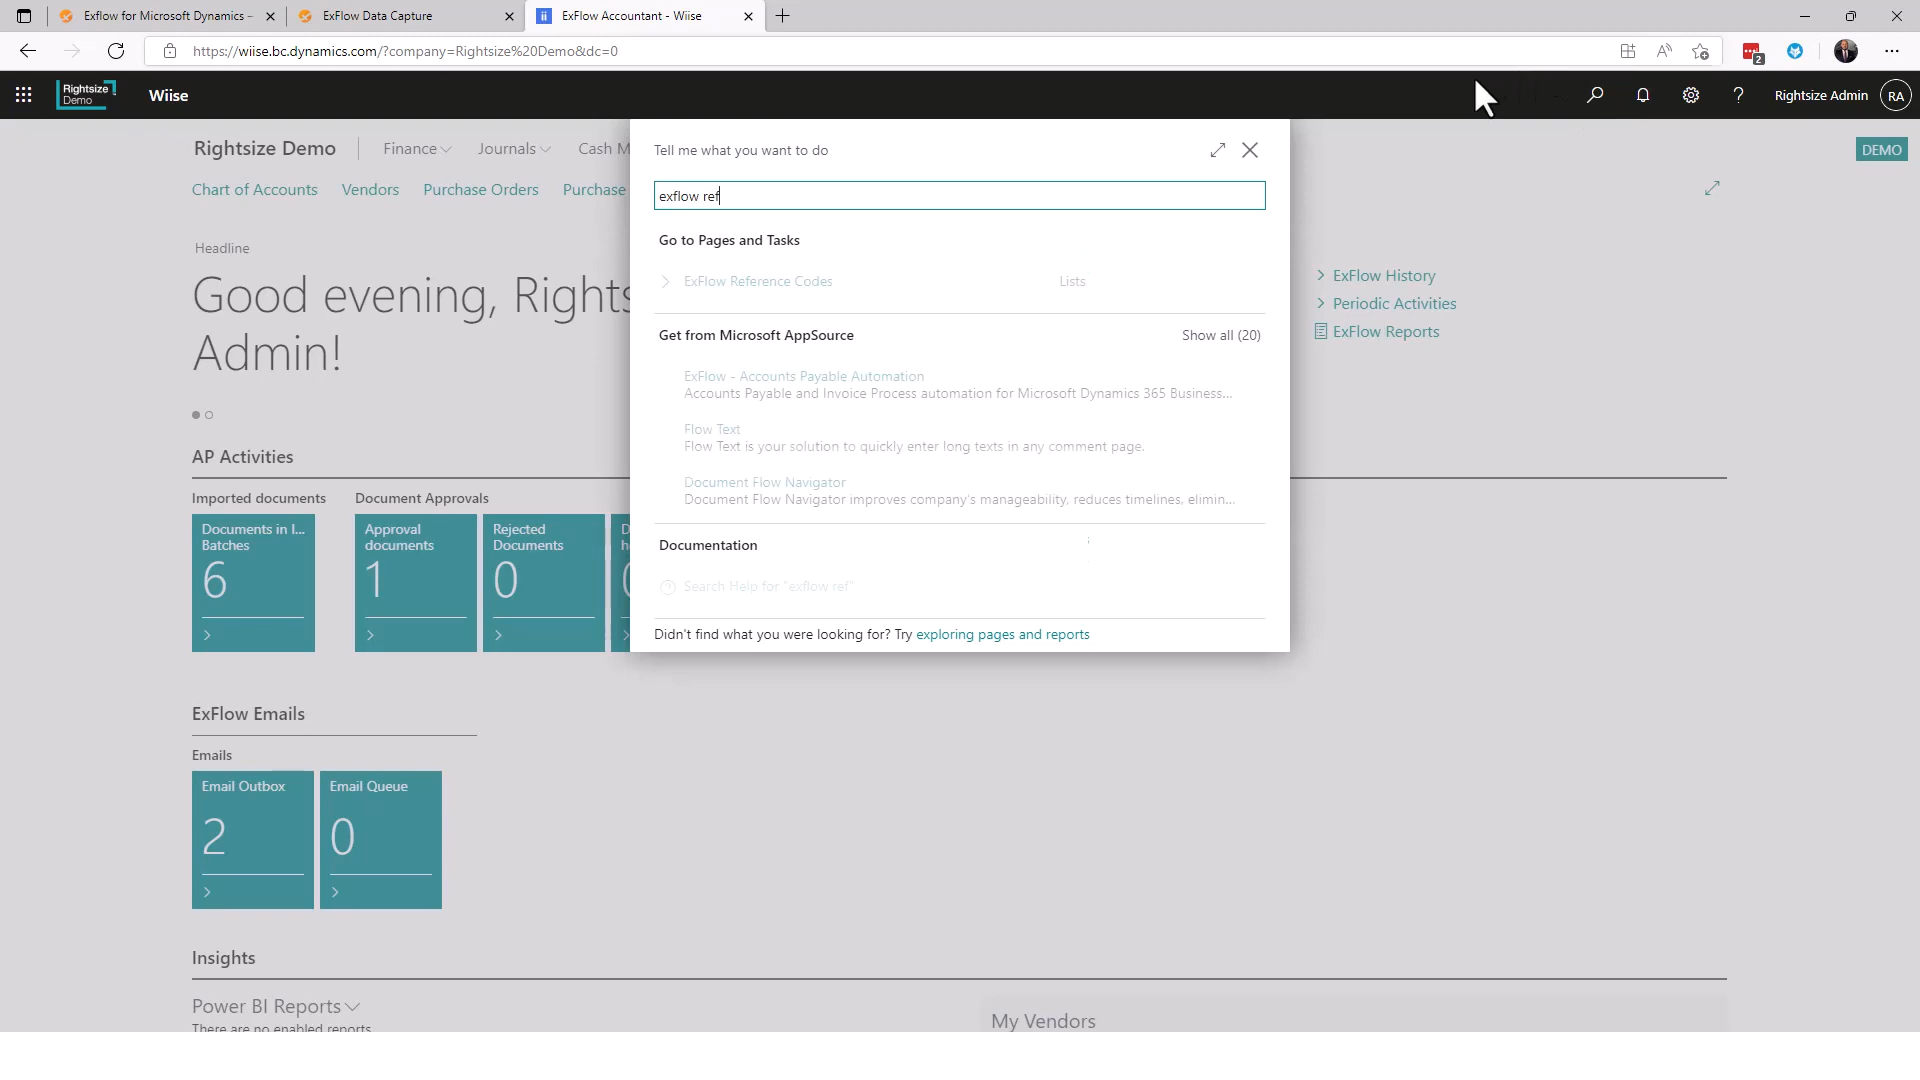 Exflow for Microsoft Dynamics -
ExFlow Data Capture
ExFlow Accountant - Wiise
https://wiise.bc.dynamics.com/?company=Rightsize%20Demo&dc=0
2
Rightsize
Demo
Wiise
Rightsize Admin
RA
Rightsize Demo
Finance
Journals
Cash M
DEMO
Chart of Accounts
Vendors
Purchase Orders
Purchase
Tell me what you want to do
exflow ref
Go to Pages and Tasks
ExFlow Reference Codes
Lists
Get from Microsoft AppSource
Show all (20)
ExFlow - Accounts Payable Automation
Accounts Payable and Invoice Process automation for Microsoft Dynamics 365 Business...
Flow Text
Flow Text is your solution to quickly enter long texts in any comment page.
Document Flow Navigator
Document Flow Navigator improves company's manageability, reduces timelines, elimin...
Documentation
Search Help for "exflow ref"
Didn't find what you were looking for? Try exploring pages and reports
Headline
Good evening, Rights
Admin!
ExFlow History
Periodic Activities
ExFlow Reports
AP Activities
Imported documents
Document Approvals
Documents in I...
Batches
6
Approval
documents
1
Rejected
Documents
0
D
h
ExFlow Emails
Emails
Email Outbox
2
Email Queue
0
Insights
Power BI Reports
There are no enabled reports
My Vendors